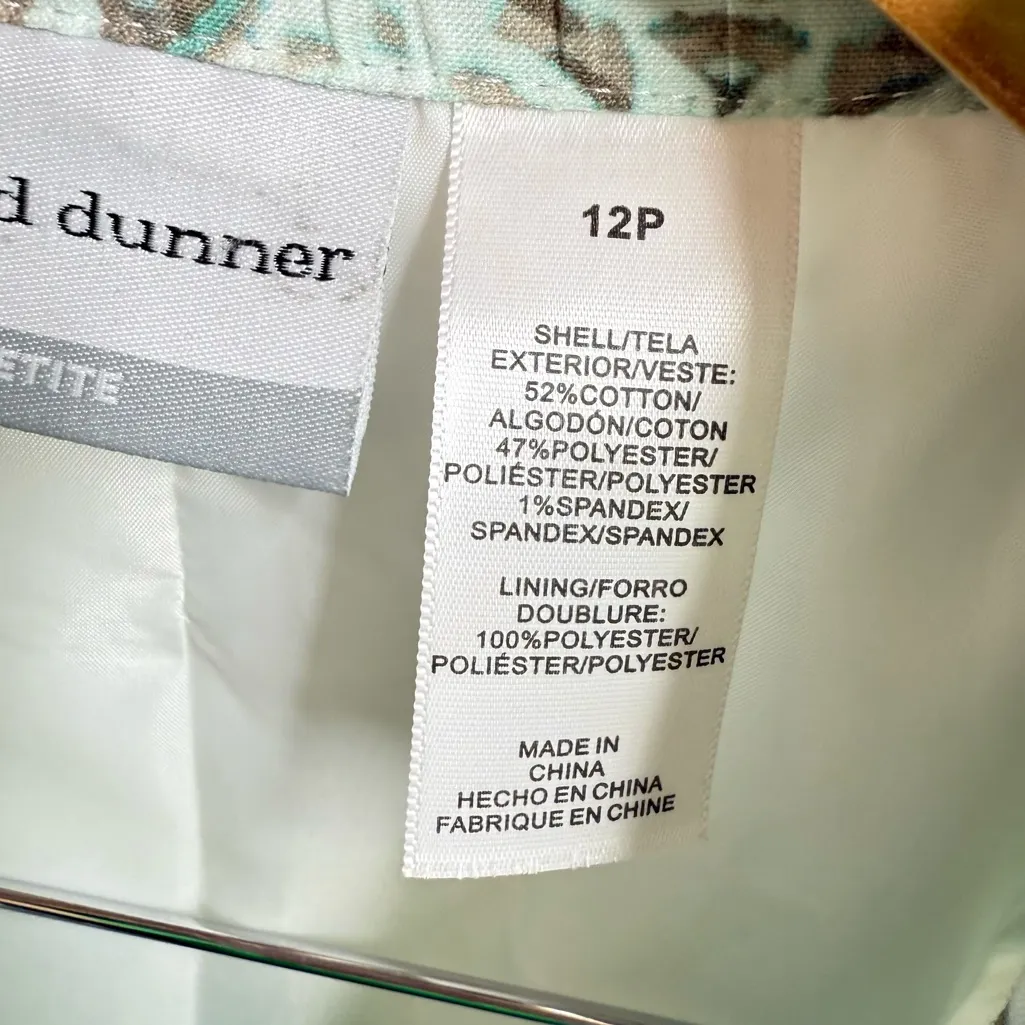 d dunner
ETITE
12P
SHELL/TELA
EXTERIOR/VESTE:
52%COTTON/
ALGODÓN/COTON
47%POLYESTER/
POLIÉSTER/POLYESTER
1%SPANDEX/
SPANDEX/SPANDEX
LINING/FORRO
DOUBLURE:
100%POLYESTER/
POLIÉSTER/POLYESTER
MADE IN
CHINA
HECHO EN CHINA
FABRIQUE EN CHINE